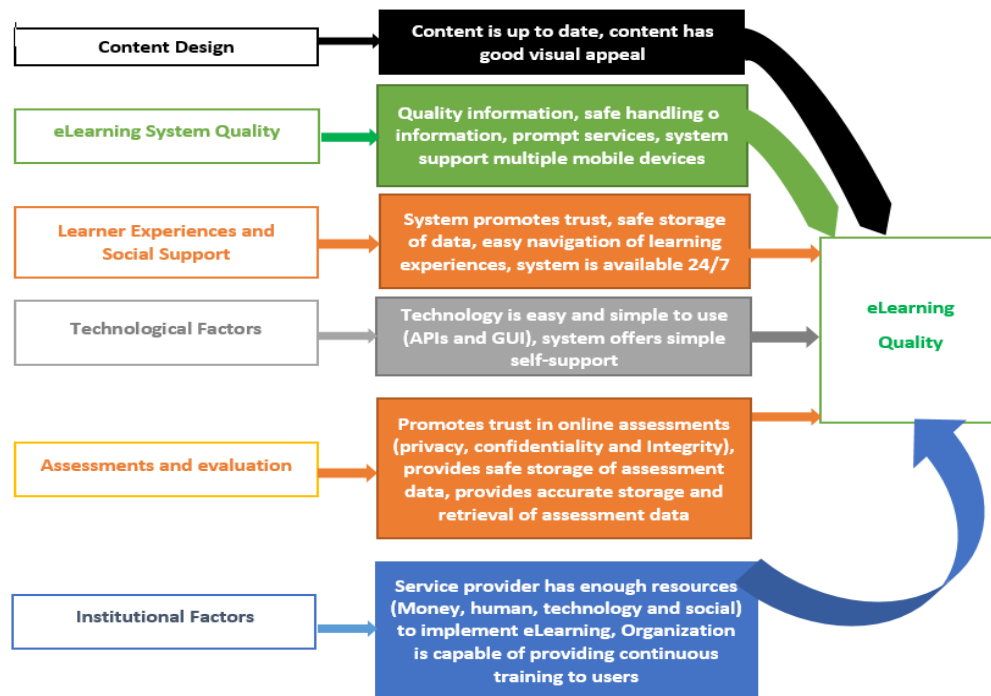 Content Design
Content is up to date, content has
good visual appeal
eLearning System Quality
Quality information, safe handling o
information, prompt services, system
support multiple mobile devices
Learner Experiences and
Social Support
System promotes trust, safe storage
of data, easy navigation of learning
experiences, system is available 24/7
Technological Factors
Technology is easy and simple to use
(APIs and GUI), system offers simple
self-support
Assessments and evaluation
Promotes trust in online assessments
(privacy, confidentiality and Integrity),
provides safe storage of assessment
data, provides accurate storage and
retrieval of assessment data
Institutional Factors
Service provider has enough resources
(Money, human, technology and social)
to implement eLearning, Organization
is capable of providing continuous
training to users
eLearning
Quality